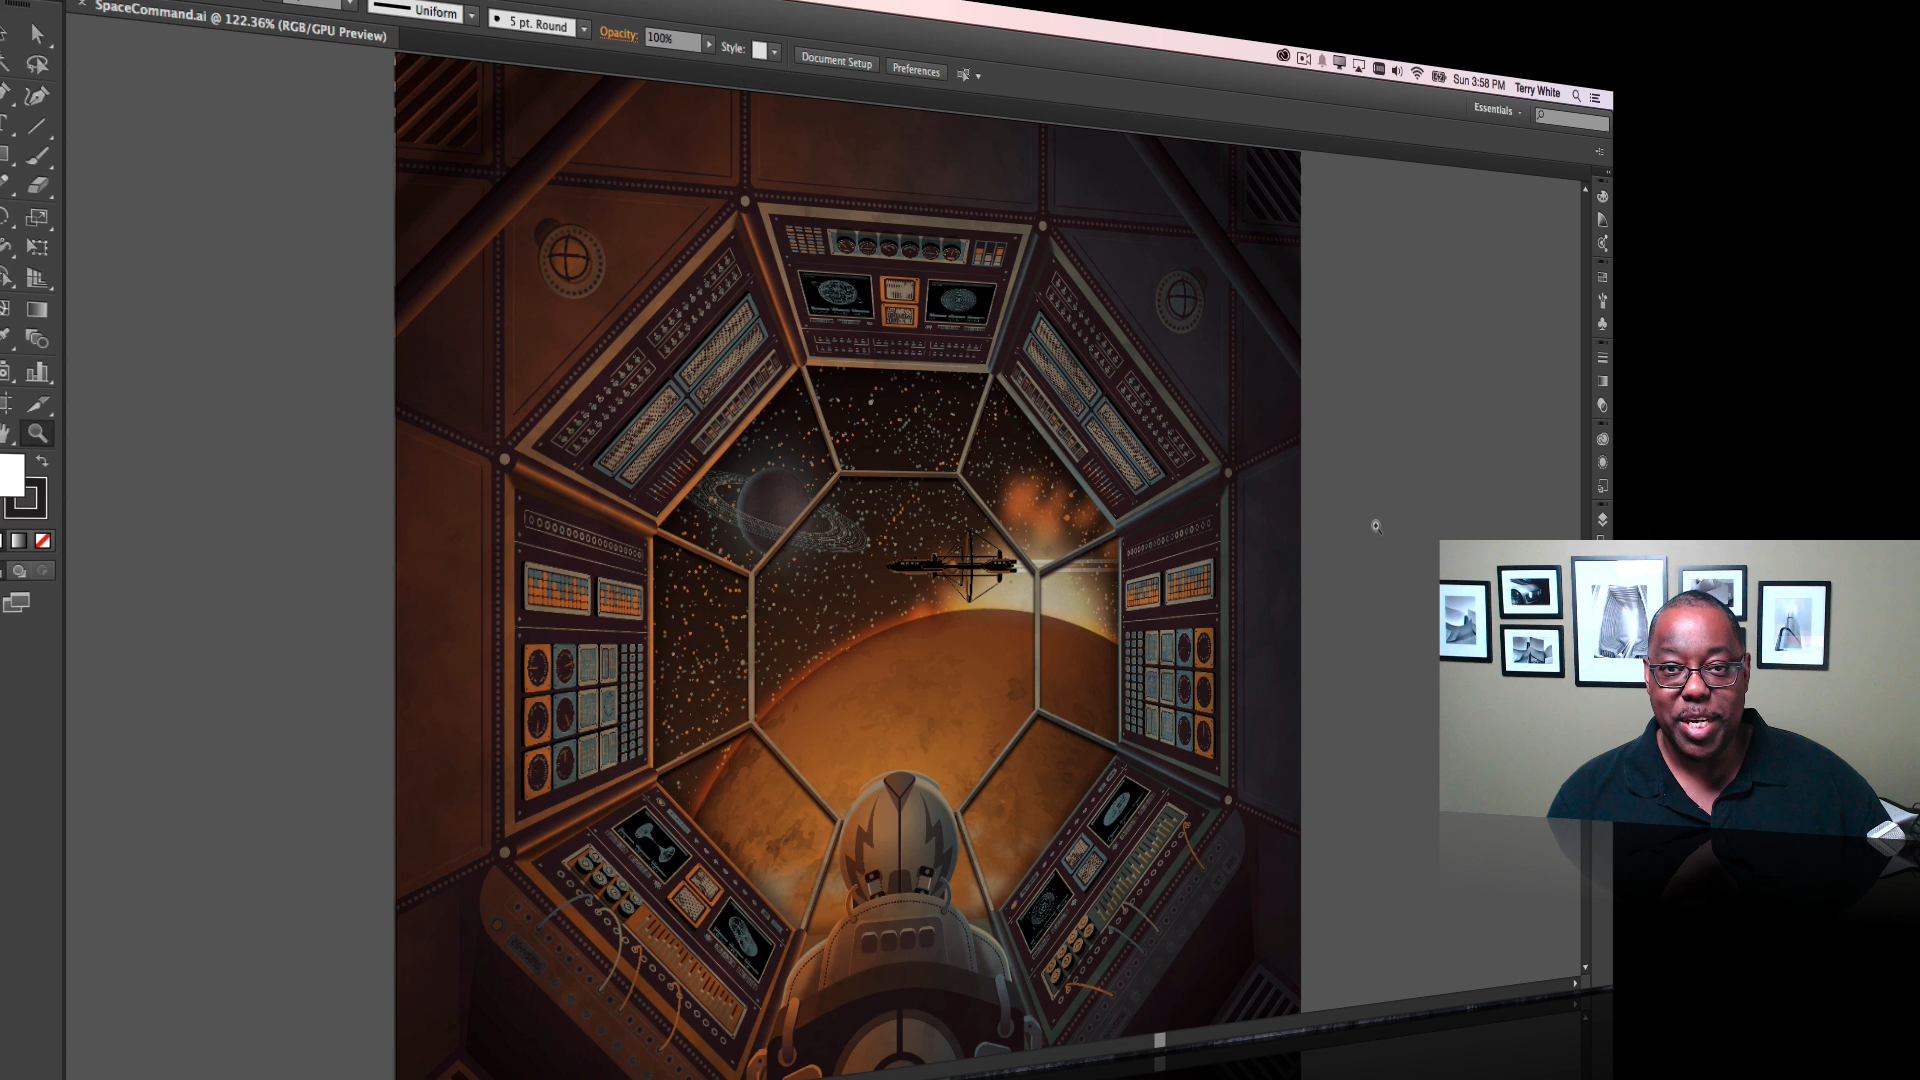 SpaceCommand.ai @ 122.36% (RGB/GPU Preview)
Uniform
5 pt. Round
Opacity:
100%
Style:
Document Setup
Preferences
Sun 3:58 PM
Terry White
Essentials